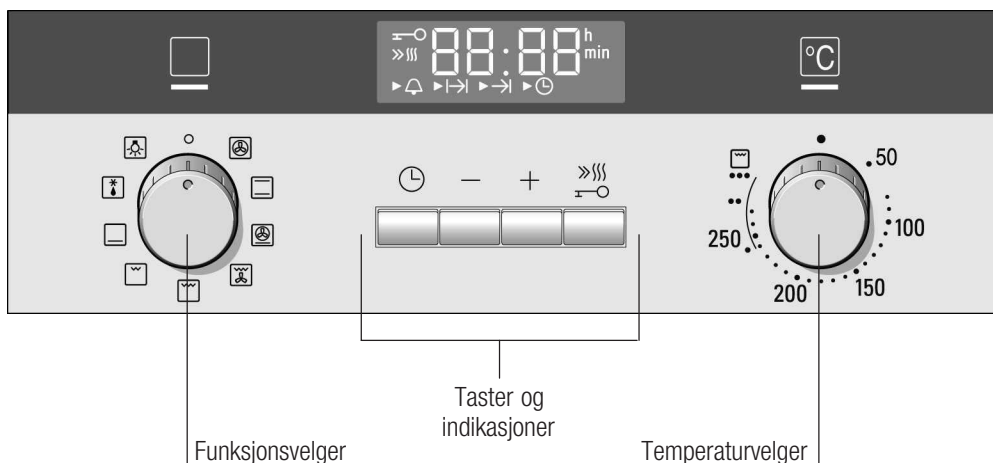 88:88 h
min
°C
50
100
150
200
250
Taster og
indikasjoner
Funksjonsvelger
Temperaturvelger